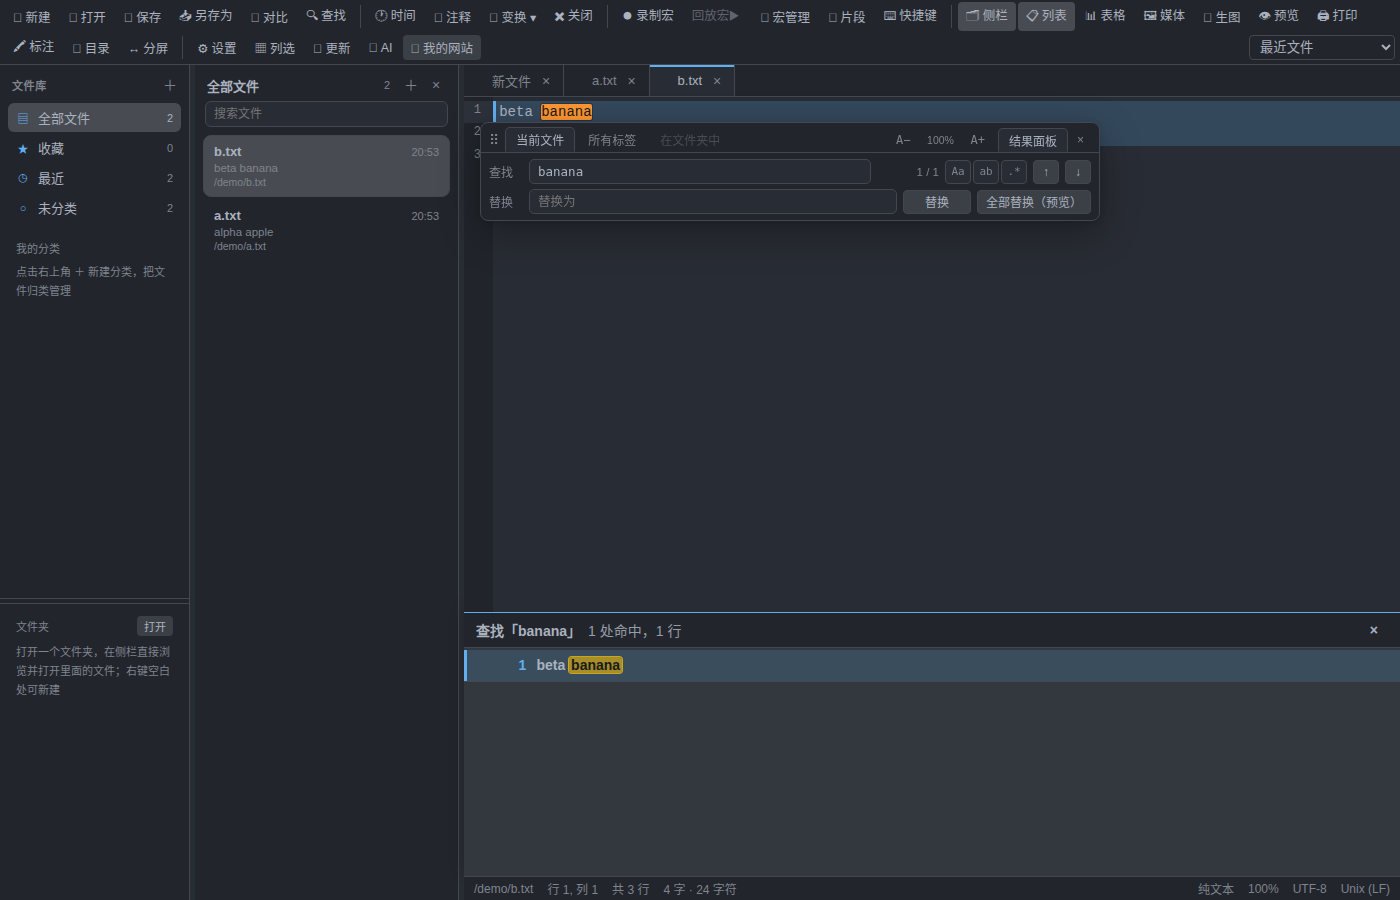 新建 打开 保存 另存为 对比 查找 时间 注释 变换 ▾ 关闭 录制宏 回放宏▶ 宏管理 片段 快捷键 侧栏 列表 表格 媒体 生图 预览 打印
标注 目录 分屏 设置 列选 更新 AI 我的网站 最近文件
文件库 ＋
全部文件 2
收藏 0
最近 2
未分类 2
我的分类
点击右上角 ＋ 新建分类，把文
件归类管理
文件夹 打开
打开一个文件夹，在侧栏直接浏
览并打开里面的文件；右键空白
处可新建
全部文件 2 ＋ ×
搜索文件
b.txt 20:53
beta banana
/demo/b.txt
a.txt 20:53
alpha apple
/demo/a.txt
新文件 × a.txt × b.txt ×
1 beta banana
2
3
当前文件 所有标签 在文件夹中 A− 100% A+ 结果面板 ×
查找 banana 1 / 1 Aa ab .* ↑ ↓
替换 替换为 替换 全部替换（预览）
查找「banana」 1 处命中，1 行 ×
1 beta banana
/demo/b.txt 行 1, 列 1 共 3 行 4 字 · 24 字符 纯文本 100% UTF-8 Unix (LF)